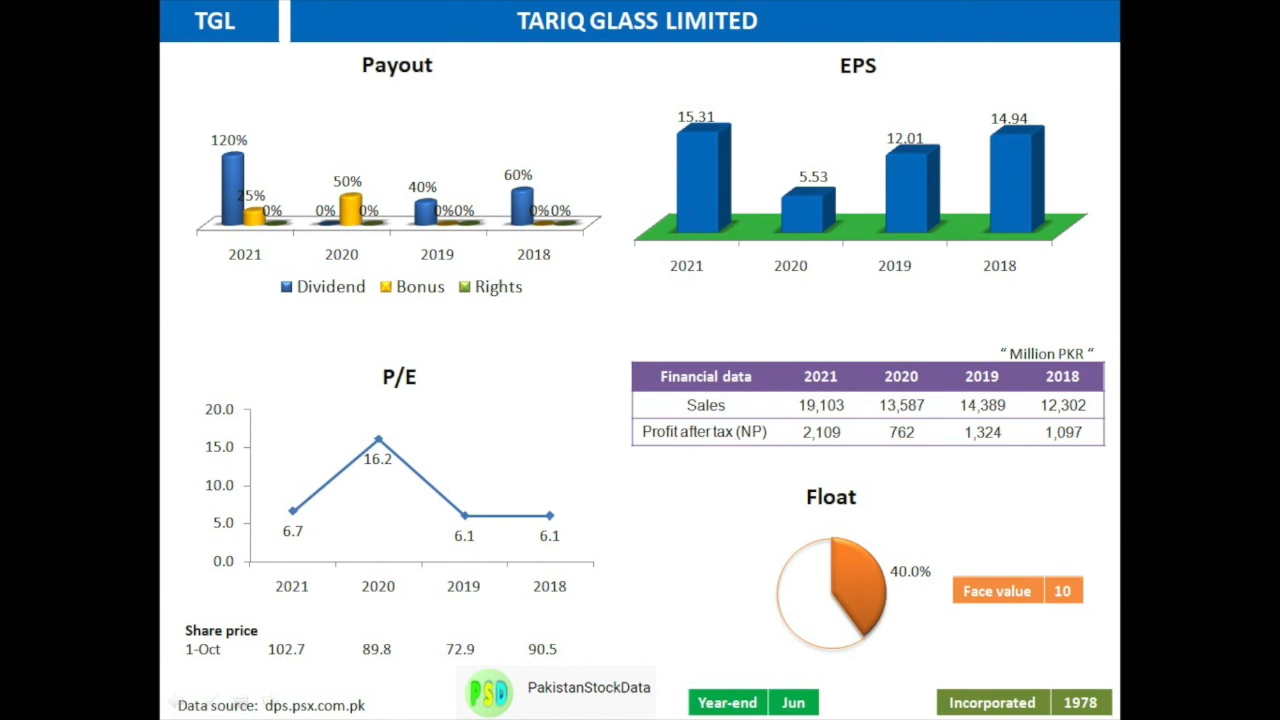 TGL
TARIQ GLASS LIMITED
Payout
120%
25%
0%
0%
50%
0%
40%
0%
0%
60%
0%
0%
2021 2020 2019 2018
Dividend Bonus Rights
EPS
15.31
5.53
12.01
14.94
2021 2020 2019 2018
P/E
20.0
15.0
10.0
5.0
0.0
6.7
16.2
6.1
6.1
2021 2020 2019 2018
Share price
1-Oct 102.7 89.8 72.9 90.5
“ Million PKR “
Financial data 2021 2020 2019 2018
Sales 19,103 13,587 14,389 12,302
Profit after tax (NP) 2,109 762 1,324 1,097
Float
40.0%
Face value 10
Data source: dps.psx.com.pk
PSD
PakistanStockData
Year-end Jun
Incorporated 1978